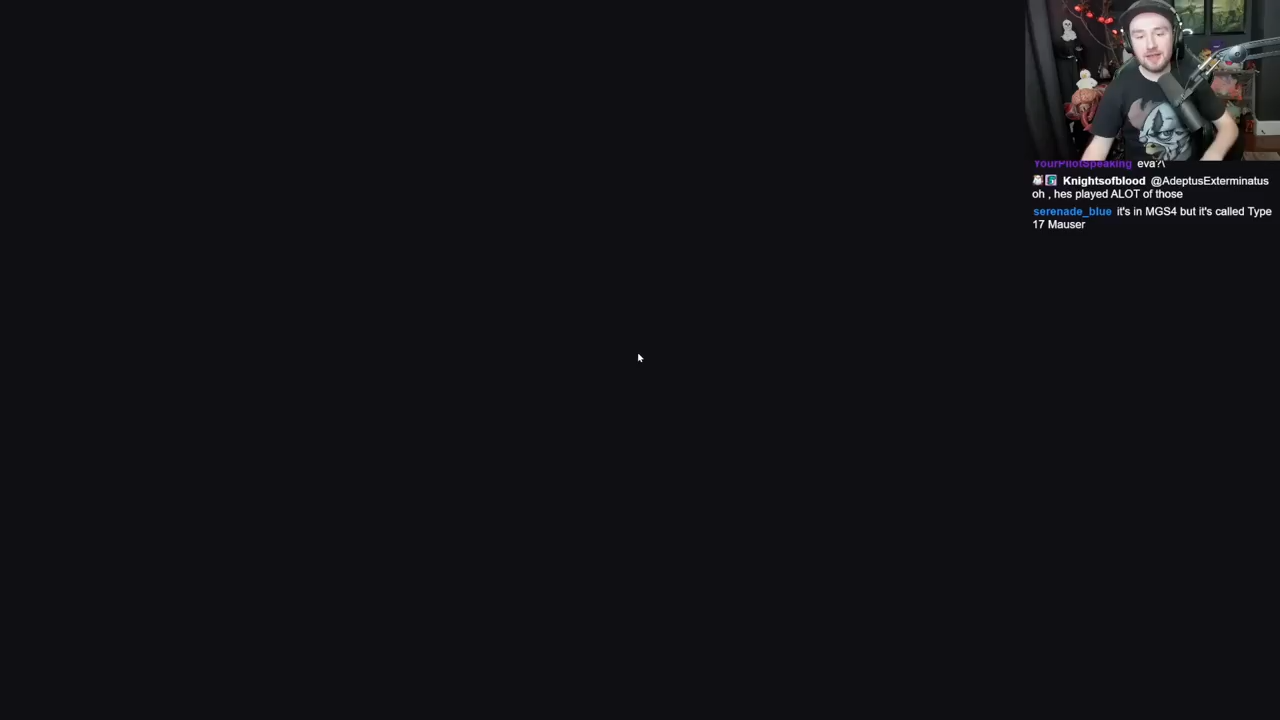 YourPilotSpeaking eva?\
Knightsofblood @AdeptusExterminatus
oh , hes played ALOT of those
serenade_blue it's in MGS4 but it's called Type
17 Mauser